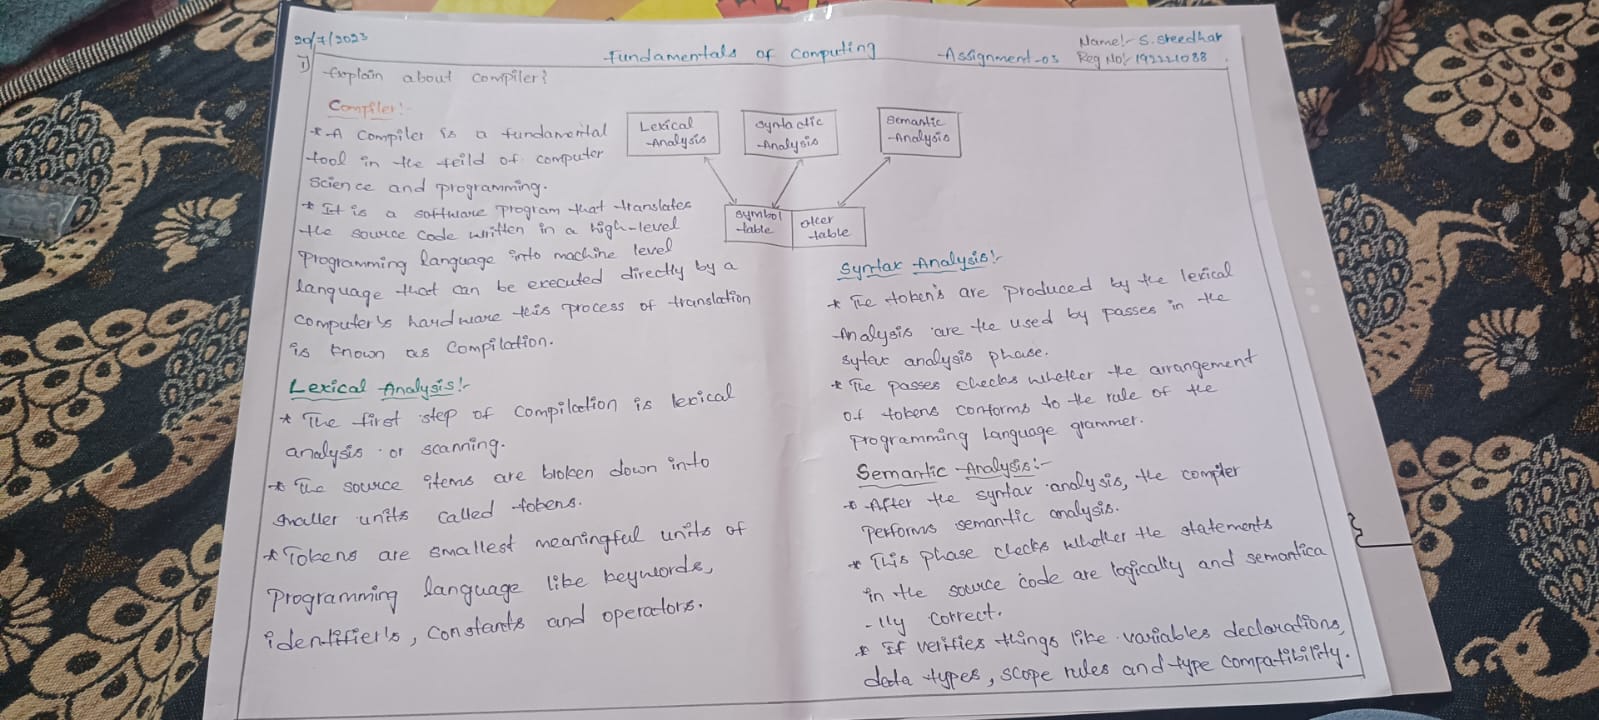 20/7/2023
Fundamentals of Computing
-Assignment-03
Name:- S. Sreedhar
Reg No:- 192221088
1) Explain about compiler?
Compiler:-
* A compiler is a fundamental
tool in the feild of computer
science and programming.
* It is a software program that translates
the source code written in a high-level
programming language into machine level
language that can be executed directly by a
computer's hardware this process of translation
is known as compilation.
Lexical Analysis:-
* The first step of compilation is lexical
analysis or scanning.
* The source items are broken down into
smaller units called tokens.
* Tokens are smallest meaningful units of
programming language like keywords,
identifier's, constants and operators.
Lexical
-Analysis
Syntactic
-Analysis
Semantic
-Analysis
Symbol
table
other
table
Syntax Analysis:-
* The token's are produced by the lexical
-Analysis are the used by passes in the
sytax analysis phase.
* The passes checks whether the arrangement
of tokens conforms to the rule of the
programming language grammer.
Semantic -Analysis:-
* After the syntax analysis, the compiler
performs semantic analysis.
* This phase checks whether the statements
in the source code are logically and semantica
-lly correct.
* If verifies things like variables declarations,
data types, scope rules and type compatibility.